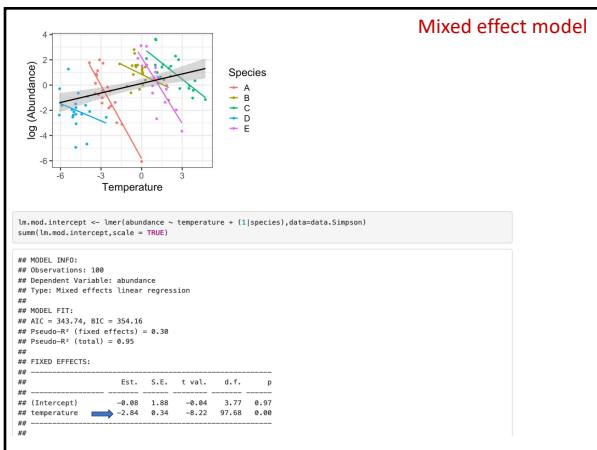 Mixed effect model
4
2
0
-2
-4
-6
log (Abundance)
-6 -3 0 3
Temperature
Species
A
B
C
D
E
lm.mod.intercept <- lmer(abundance ~ temperature + (1|species),data=data.Simpson)
summ(lm.mod.intercept,scale = TRUE)
## MODEL INFO:
## Observations: 100
## Dependent Variable: abundance
## Type: Mixed effects linear regression
##
## MODEL FIT:
## AIC = 343.74, BIC = 354.16
## Pseudo-R² (fixed effects) = 0.30
## Pseudo-R² (total) = 0.95
##
## FIXED EFFECTS:
## --------------------------------------------------------
## Est. S.E. t val. d.f. p
## ----------------- ------- ------ -------- ------- ------
## (Intercept) -0.08 1.88 -0.04 3.77 0.97
## temperature -2.84 0.34 -8.22 97.68 0.00
## --------------------------------------------------------
##